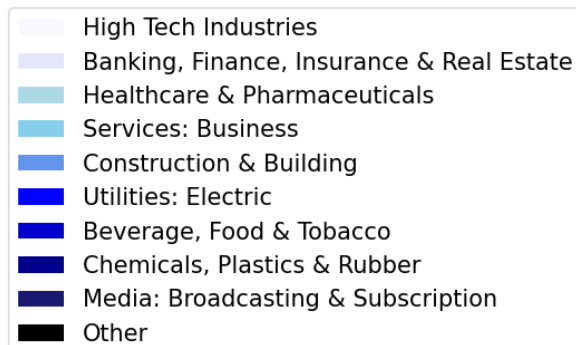 High Tech Industries
Banking, Finance, Insurance & Real Estate
Healthcare & Pharmaceuticals
Services: Business
Construction & Building
Utilities: Electric
Beverage, Food & Tobacco
Chemicals, Plastics & Rubber
Media: Broadcasting & Subscription
Other